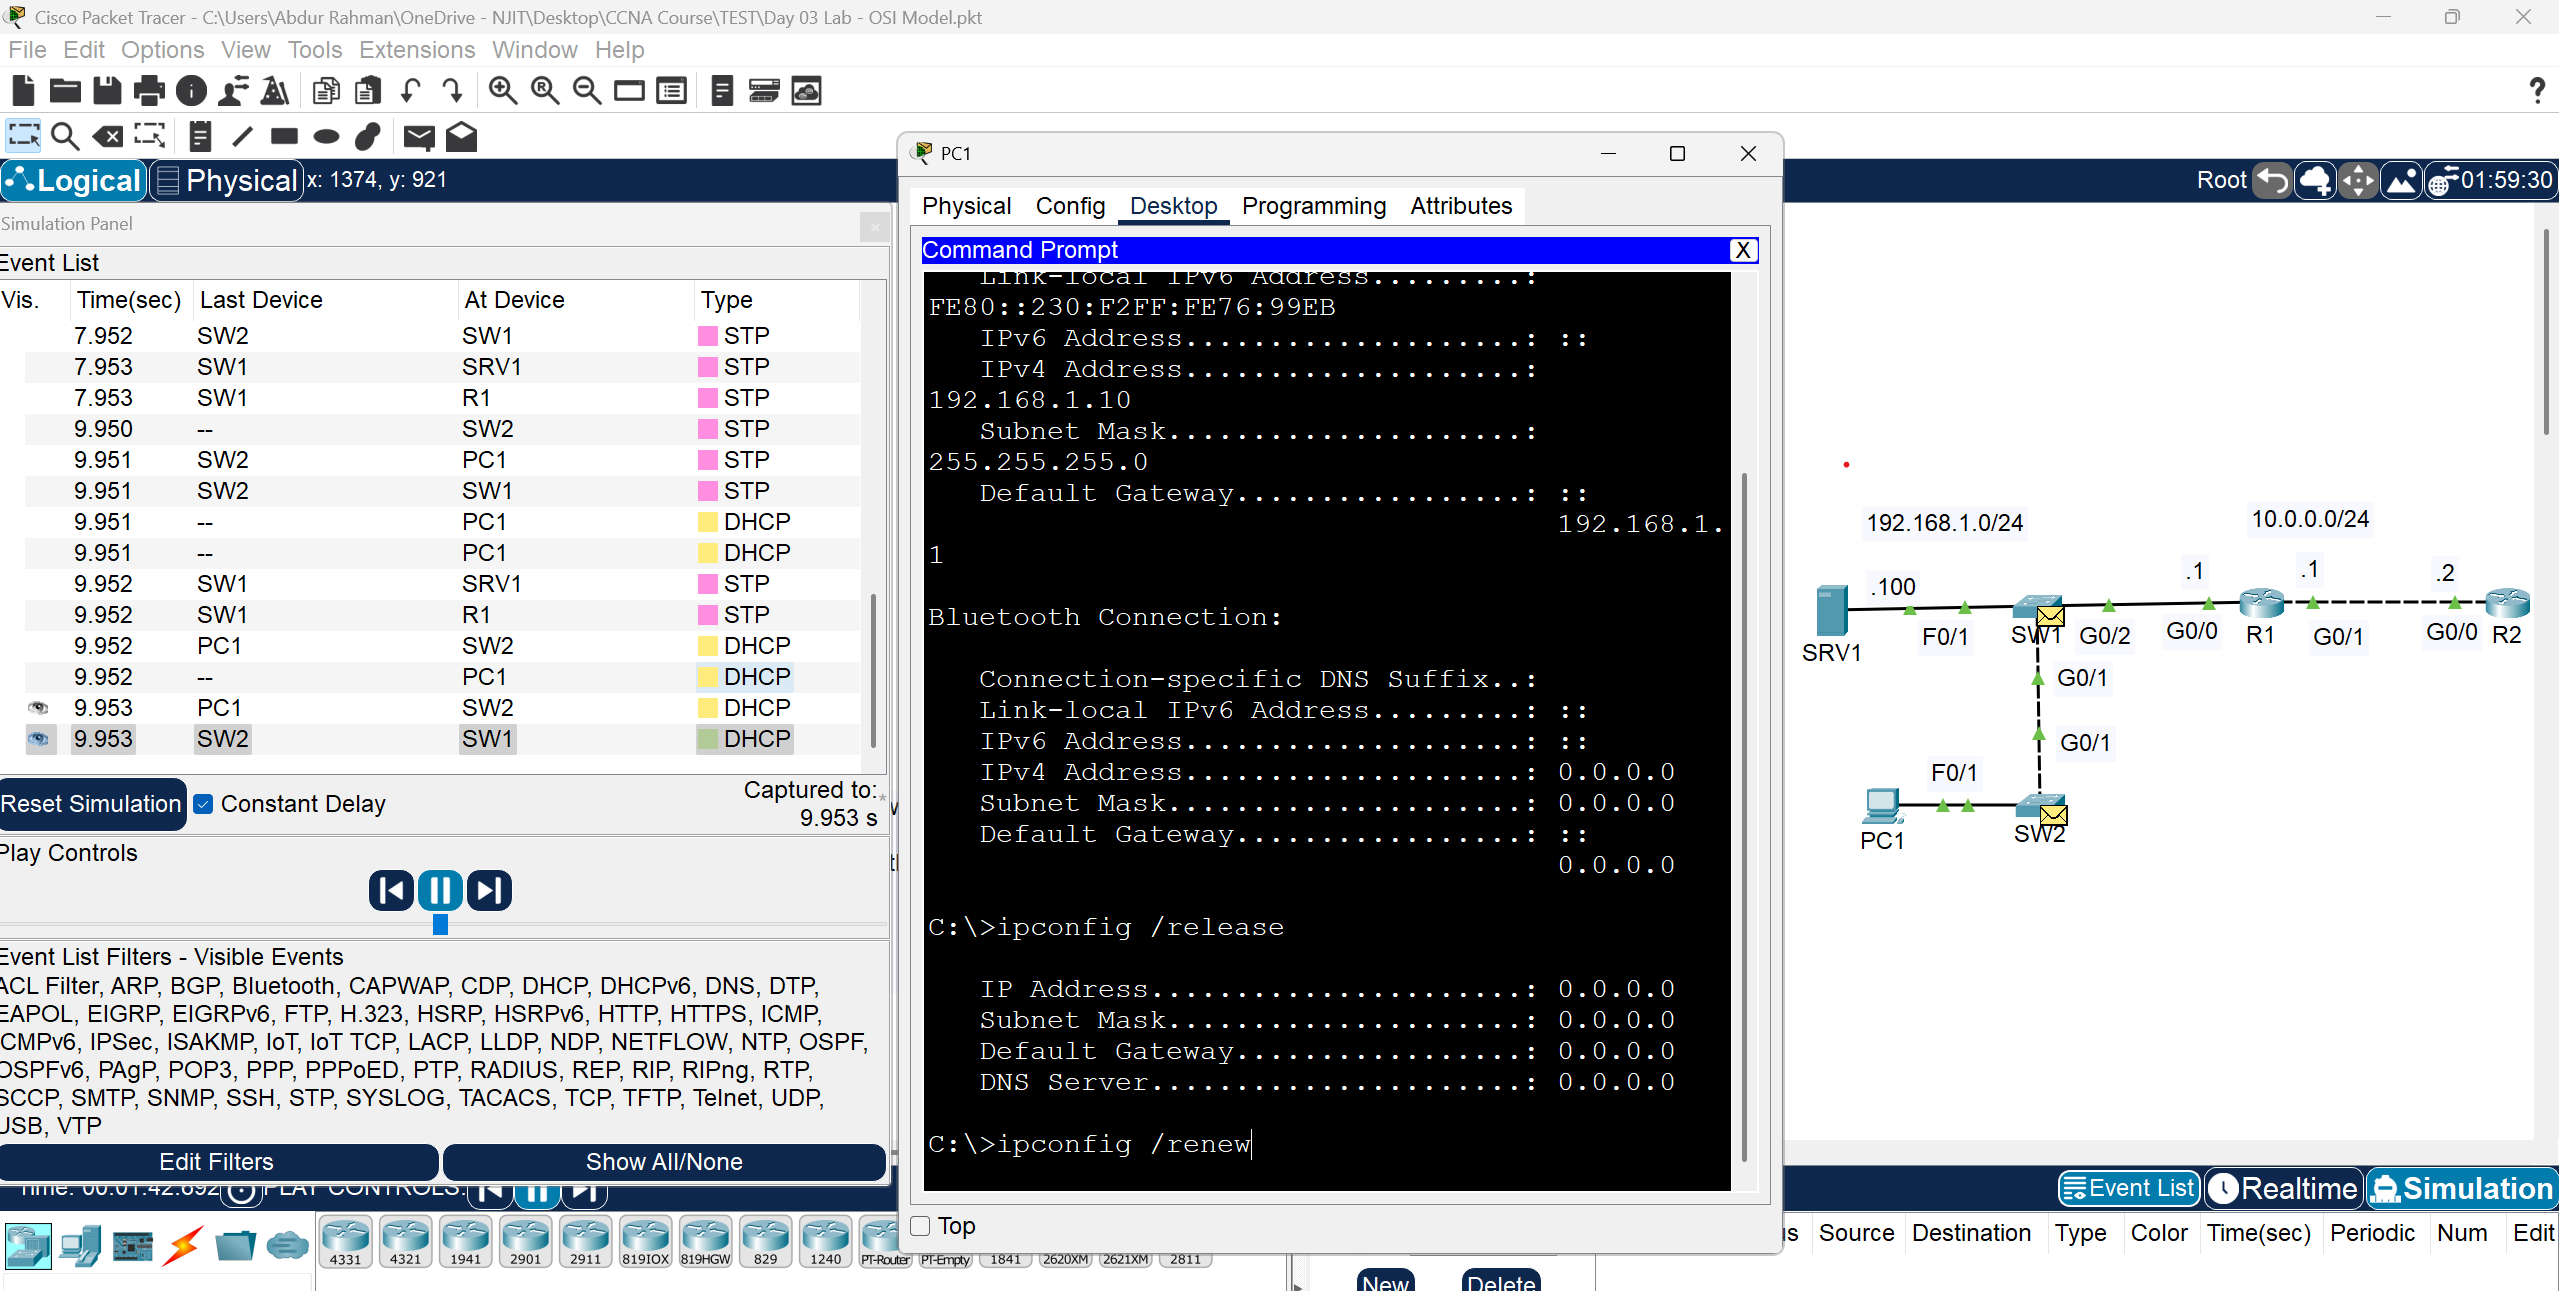 Cisco Packet Tracer - C:\Users\Abdur Rahman\OneDrive - NJIT\Desktop\CCNA Course\TEST\Day 03 Lab - OSI Model.pkt
File Edit Options View Tools Extensions Window Help
?
Logical Physical x: 1374, y: 921
Root 01:59:30
Simulation Panel
Event List
Vis. Time(sec) Last Device At Device Type
7.952 SW2 SW1 STP
7.953 SW1 SRV1 STP
7.953 SW1 R1 STP
9.950 -- SW2 STP
9.951 SW2 PC1 STP
9.951 SW2 SW1 STP
9.951 -- PC1 DHCP
9.951 -- PC1 DHCP
9.952 SW1 SRV1 STP
9.952 SW1 R1 STP
9.952 PC1 SW2 DHCP
9.952 -- PC1 DHCP
9.953 PC1 SW2 DHCP
9.953 SW2 SW1 DHCP
Reset Simulation Constant Delay Captured to:
9.953 s
Play Controls
Event List Filters - Visible Events
ACL Filter, ARP, BGP, Bluetooth, CAPWAP, CDP, DHCP, DHCPv6, DNS, DTP,
EAPOL, EIGRP, EIGRPv6, FTP, H.323, HSRP, HSRPv6, HTTP, HTTPS, ICMP,
ICMPv6, IPSec, ISAKMP, IoT, IoT TCP, LACP, LLDP, NDP, NETFLOW, NTP, OSPF,
OSPFv6, PAgP, POP3, PPP, PPPoED, PTP, RADIUS, REP, RIP, RIPng, RTP,
SCCP, SMTP, SNMP, SSH, STP, SYSLOG, TACACS, TCP, TFTP, Telnet, UDP,
USB, VTP
Edit Filters Show All/None
Time: 00:01:42.692 PLAY CONTROLS:
4331 4321 1941 2901 2911 819IOX 819HGW 829 1240 PT-Router PT-Empty 1841 2620XM 2621XM 2811
PC1
Physical Config Desktop Programming Attributes
Command Prompt X
Link-local IPv6 Address.........:
FE80::230:F2FF:FE76:99EB
IPv6 Address....................: ::
IPv4 Address....................:
192.168.1.10
Subnet Mask.....................:
255.255.255.0
Default Gateway.................: ::
192.168.1.
1
Bluetooth Connection:
Connection-specific DNS Suffix..:
Link-local IPv6 Address.........: ::
IPv6 Address....................: ::
IPv4 Address....................: 0.0.0.0
Subnet Mask.....................: 0.0.0.0
Default Gateway.................: ::
0.0.0.0
C:\>ipconfig /release
IP Address......................: 0.0.0.0
Subnet Mask.....................: 0.0.0.0
Default Gateway.................: 0.0.0.0
DNS Server......................: 0.0.0.0
C:\>ipconfig /renew
Top
192.168.1.0/24 10.0.0.0/24
.100 .1 .1 .2
F0/1 SW1 G0/2 G0/0 R1 G0/1 G0/0 R2
SRV1
G0/1
G0/1
F0/1
PC1 SW2
Event List Realtime Simulation
Source Destination Type Color Time(sec) Periodic Num Edit
New Delete